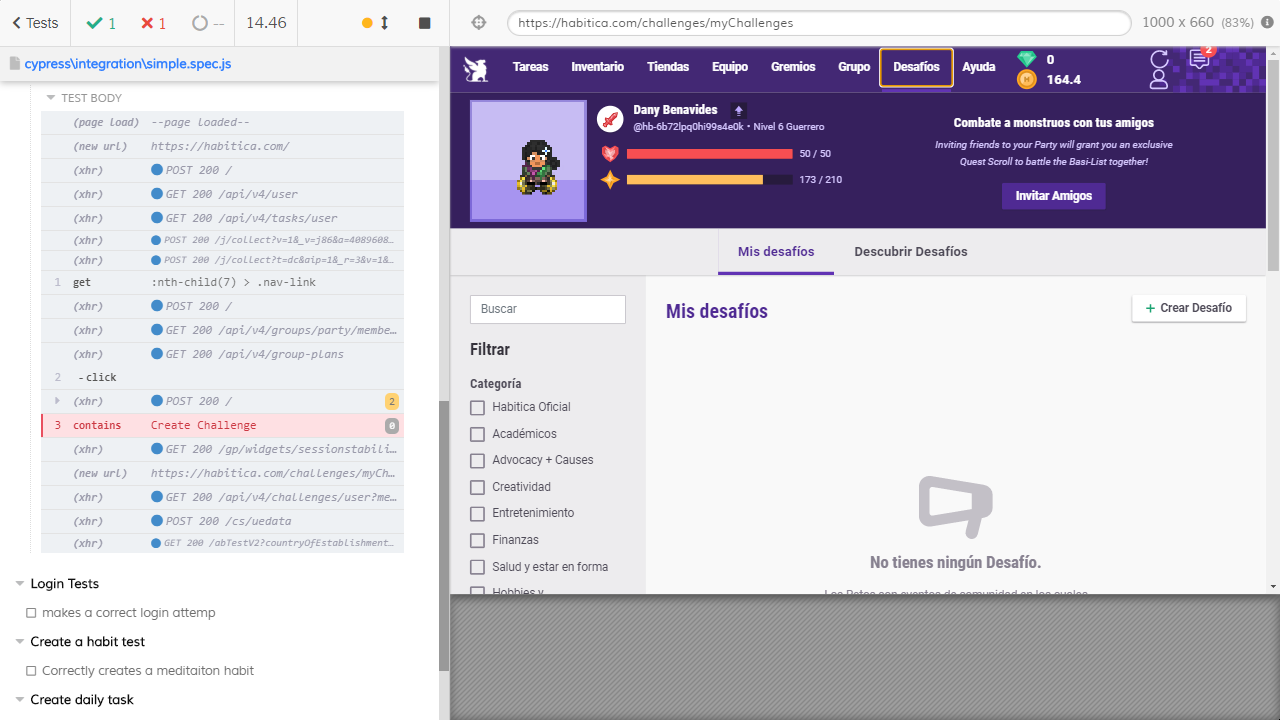 Tests
1
1
--
14.46
https://habitica.com/challenges/myChallenges
1000 x 660 (83%)
cypress\integration\simple.spec.js
TEST BODY
(page load) --page loaded--
(new url) https://habitica.com/
(xhr) POST 200 /
(xhr) GET 200 /api/v4/user
(xhr) GET 200 /api/v4/tasks/user
(xhr) POST 200 /j/collect?v=1&_v=j86&a=4089608…
(xhr) POST 200 /j/collect?t=dc&aip=1&_r=3&v=1&…
1 get :nth-child(7) > .nav-link
(xhr) POST 200 /
(xhr) GET 200 /api/v4/groups/party/membe…
(xhr) GET 200 /api/v4/group-plans
2 -click
(xhr) POST 200 / 2
3 contains Create Challenge 0
(xhr) GET 200 /gp/widgets/sessionstabili…
(new url) https://habitica.com/challenges/myCh…
(xhr) GET 200 /api/v4/challenges/user?me…
(xhr) POST 200 /cs/uedata
(xhr) GET 200 /abTestV2?countryOfEstablishment…
Login Tests
makes a correct login attemp
Create a habit test
Correctly creates a meditaiton habit
Create daily task
Tareas Inventario Tiendas Equipo Gremios Grupo Desafíos Ayuda
0
164.4
2
Dany Benavides
@hb-6b72lpq0hi99s4e0k • Nivel 6 Guerrero
50 / 50
173 / 210
Combate a monstruos con tus amigos
Inviting friends to your Party will grant you an exclusive
Quest Scroll to battle the Basi-List together!
Invitar Amigos
Mis desafíos Descubrir Desafíos
Buscar
Filtrar
Categoría
Habitica Oficial
Académicos
Advocacy + Causes
Creatividad
Entretenimiento
Finanzas
Salud y estar en forma
Hobbies y
Mis desafíos
+ Crear Desafío
No tienes ningún Desafío.
Los Retos son eventos de comunidad en los cuales